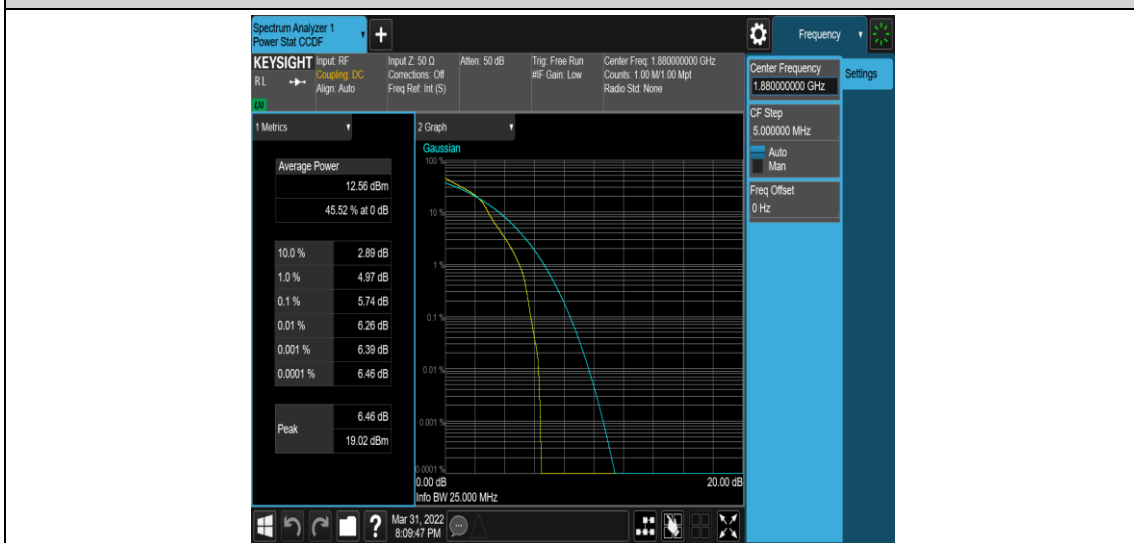 Spectrum Analyzer 1
Power Stat CCDF
Frequency
KEYSIGHT
RL
Input: RF
Coupling: DC
Align: Auto
Input Z: 50 Ω
Corrections: Off
Freq Ref: Int (S)
Atten: 50 dB
Trig: Free Run
#IF Gain: Low
Center Freq: 1.880000000 GHz
Counts: 1.00 M/1.00 Mpt
Radio Std: None
Center Frequency
1.880000000 GHz
Settings
CF Step
5.000000 MHz
Auto
Man
Freq Offset
0 Hz
1 Metrics
Average Power
12.56 dBm
45.52 % at 0 dB
10.0 % 2.89 dB
1.0 % 4.97 dB
0.1 % 5.74 dB
0.01 % 6.26 dB
0.001 % 6.39 dB
0.0001 % 6.46 dB
Peak
6.46 dB
19.02 dBm
2 Graph
Gaussian
100 %
10 %
1 %
0.1 %
0.01 %
0.001 %
0.0001 %
0.00 dB 20.00 dB
Info BW 25.000 MHz
Mar 31, 2022
8:09:47 PM